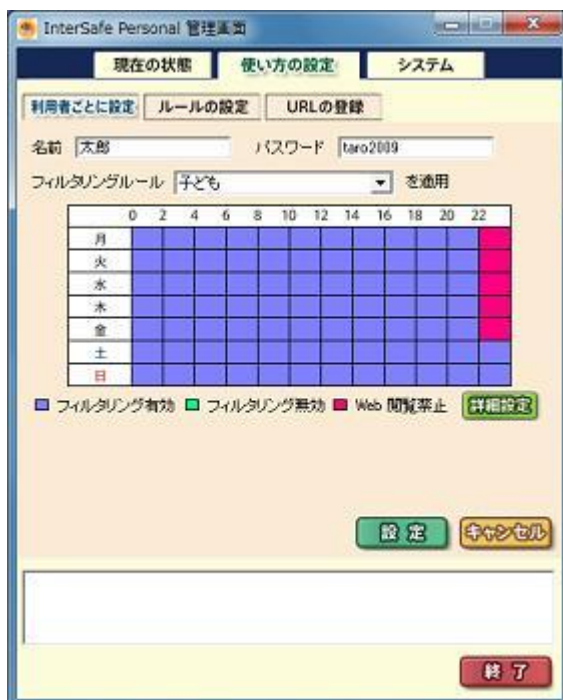 InterSafe Personal 管理画面
現在の状態 使い方の設定 システム
利用者ごとに設定 ルールの設定 URLの登録
名前 太郎 パスワード taro2009
フィルタリングルール 子ども を適用
0 2 4 6 8 10 12 14 16 18 20 22
月
火
水
木
金
土
日
フィルタリング有効 フィルタリング無効 Web 閲覧禁止 詳細設定
設定 キャンセル
終了